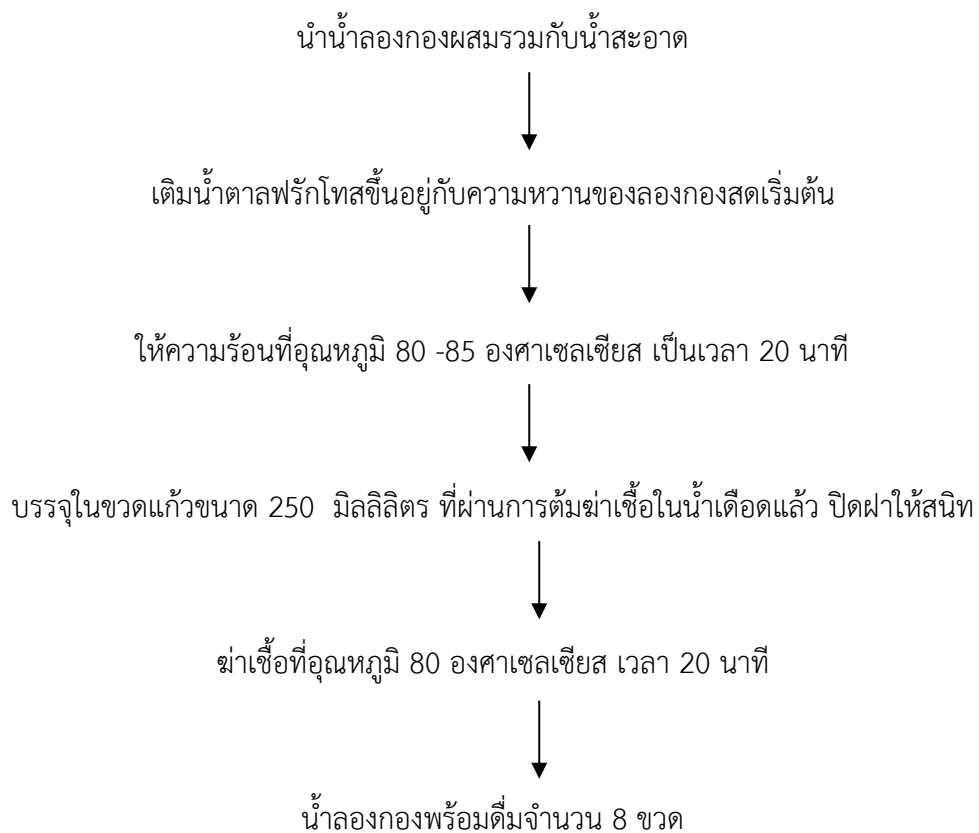 นำน้ำลองกองผสมรวมกับน้ำสะอาด
เติมน้ำตาลฟรักโทสขึ้นอยู่กับความหวานของลองกองสดเริ่มต้น
ให้ความร้อนที่อุณหภูมิ 80 -85 องศาเซลเซียส เป็นเวลา 20 นาที
บรรจุในขวดแก้วขนาด 250  มิลลิลิตร ที่ผ่านการต้มฆ่าเชื้อในน้ำเดือดแล้ว ปิดฝาให้สนิท
ฆ่าเชื้อที่อุณหภูมิ 80 องศาเซลเซียส เวลา 20 นาที
น้ำลองกองพร้อมดื่มจำนวน 8 ขวด